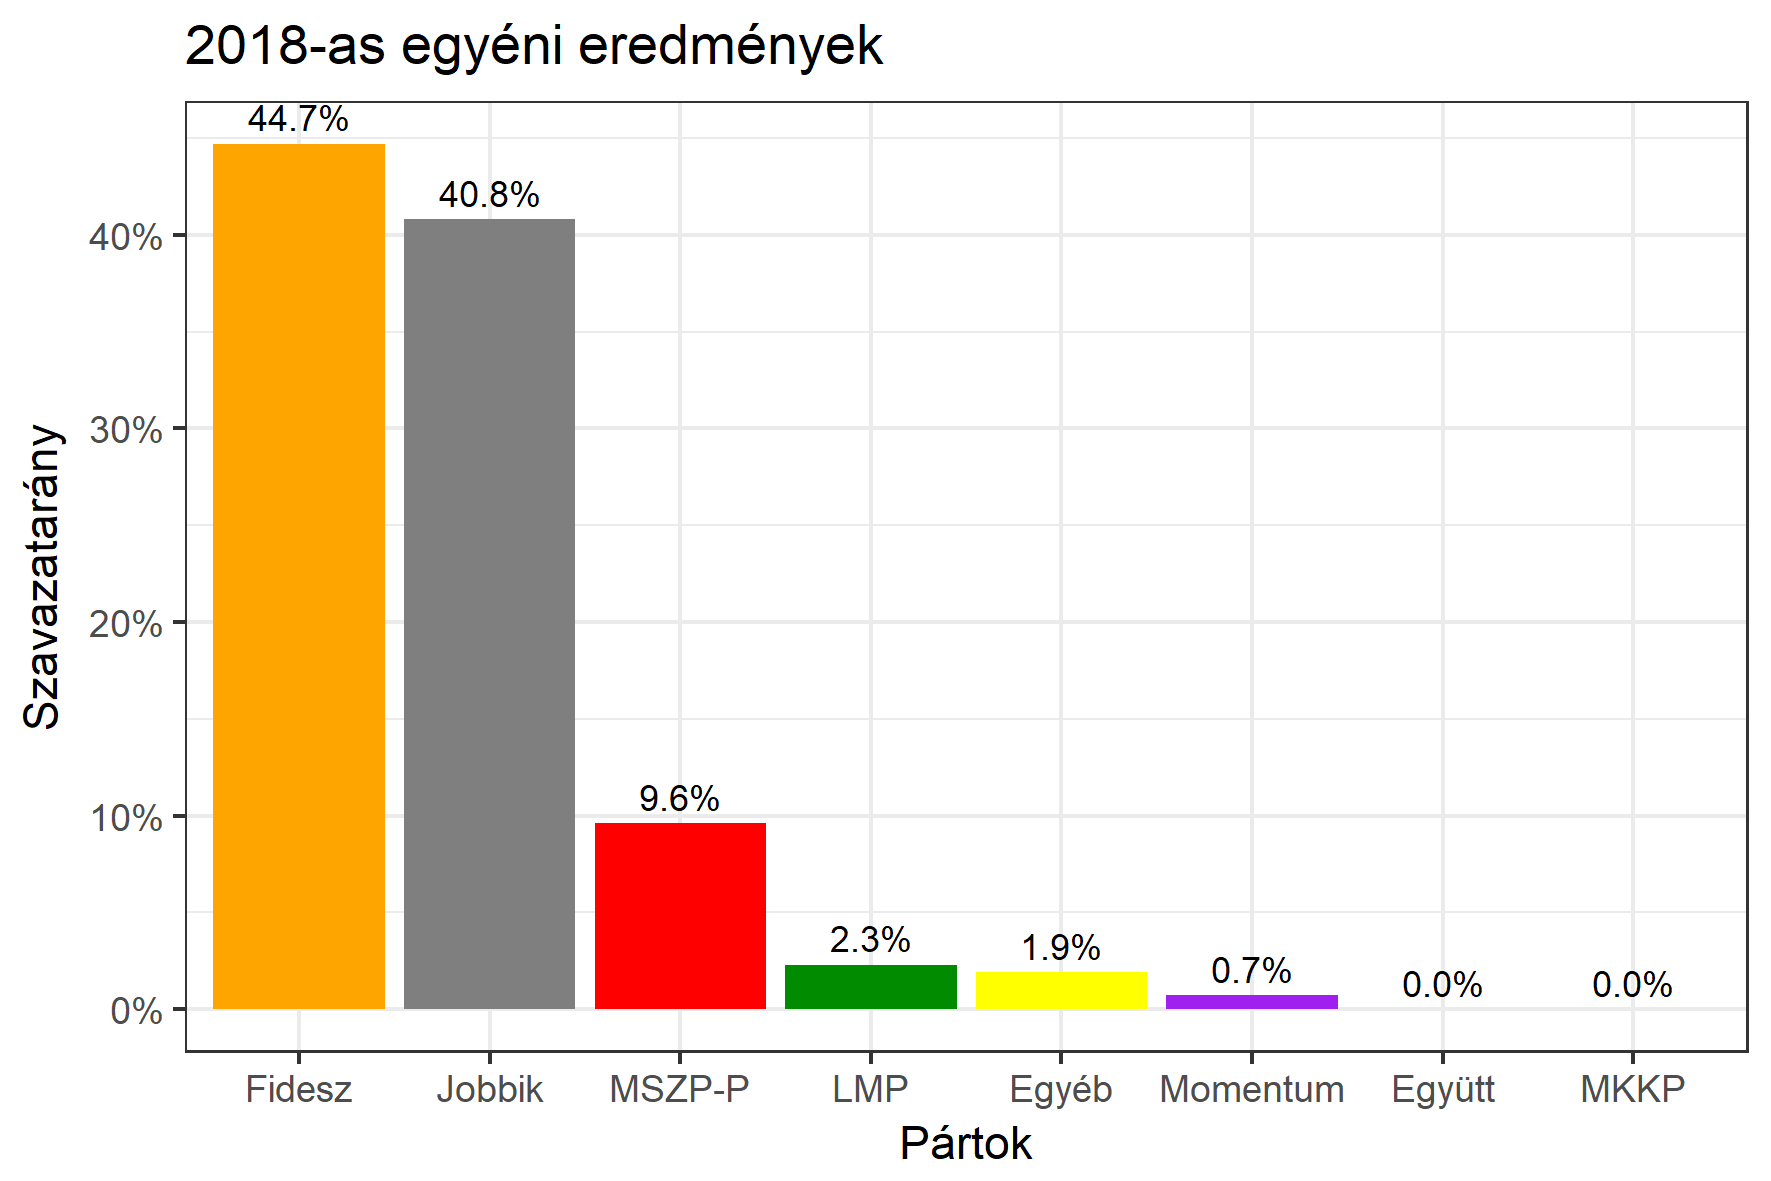 2018-as egyéni eredmények
Szavazatarány
40%
30%
20%
10%
0%
44.7%
40.8%
9.6%
2.3%
1.9%
0.7%
0.0%
0.0%
Fidesz
Jobbik
MSZP-P
LMP
Egyéb
Momentum
Együtt
MKKP
Pártok